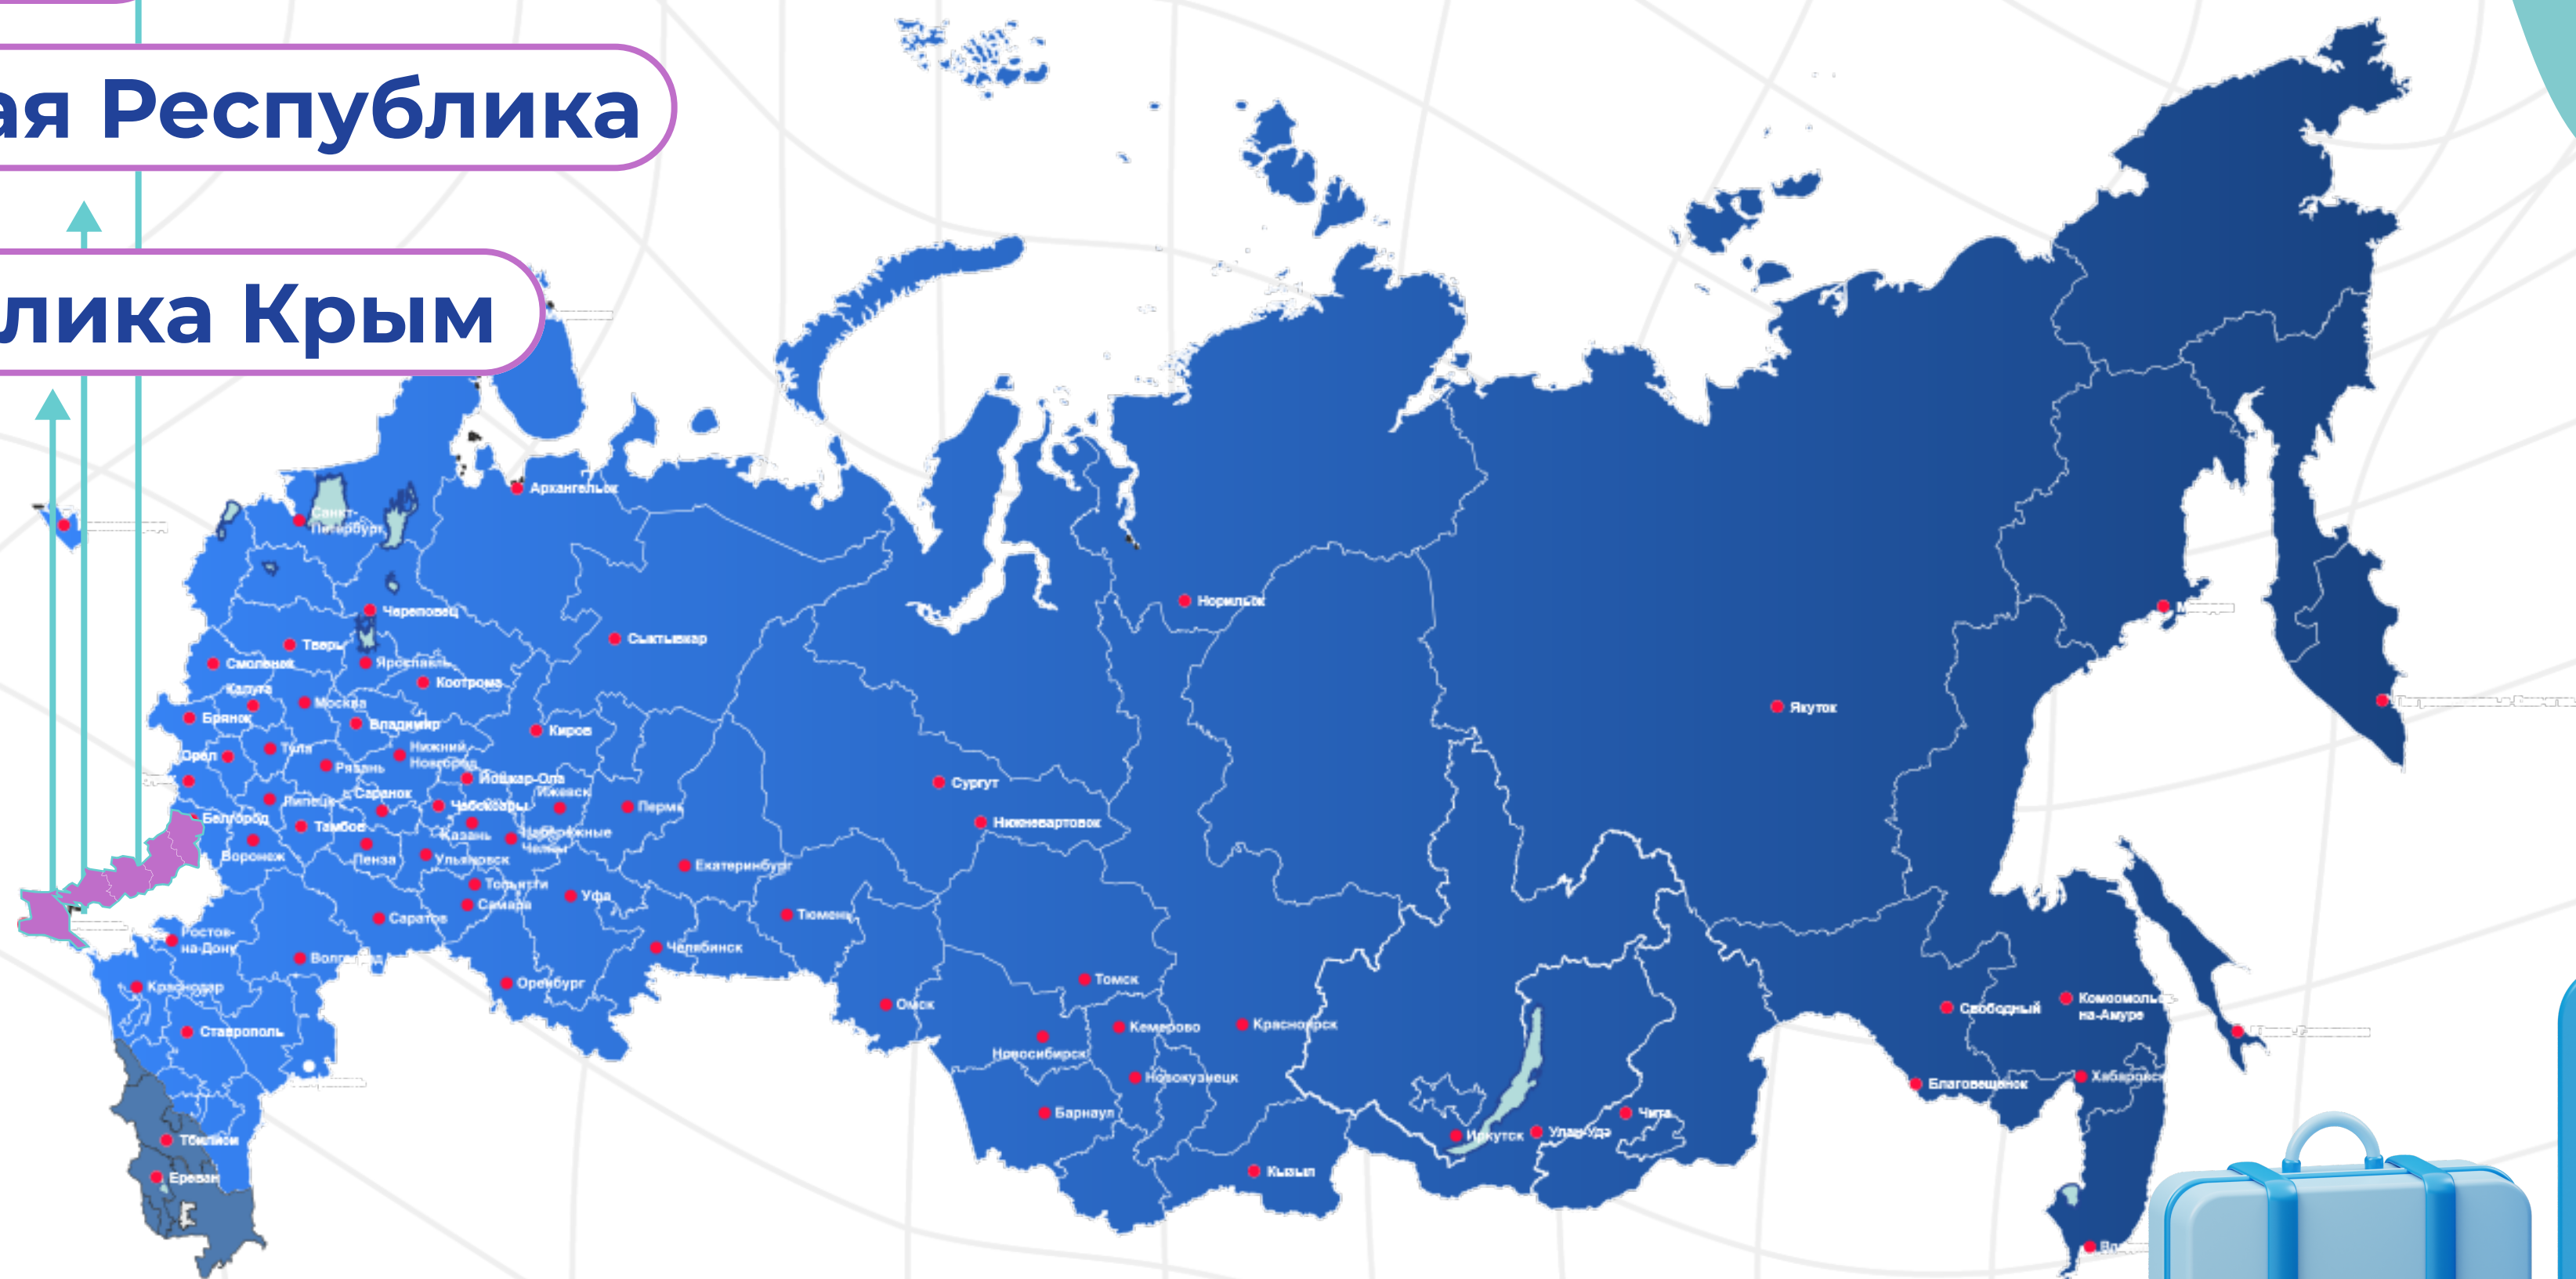 ая Республика
лика Крым
Архангельск
Санкт-
Петербург
Череповец
Норильск
Сыктывкар
Тверь
Смоленск
Ярославль
Кострома
Калуга
Москва
Якутск
Брянск
Владимир
Киров
Тула
Нижний
Новгород
Орёл
Рязань
Йошкар-Ола
Сургут
Ижевск
Саранск
Липецк
Чебоксары
Пермь
Белгород
Тамбов
Нижневартовск
Казань
Набережные
Челны
Воронеж
Пенза
Ульяновск
Екатеринбург
Тольятти
Уфа
Самара
Саратов
Тюмень
Ростов-
на-Дону
Челябинск
Волгоград
Томск
Оренбург
Краснодар
Омск
Комсомольск-
на-Амуре
Свободный
Кемерово
Красноярск
Ставрополь
Новосибирск
Новокузнецк
Хабаровск
Благовещенск
Барнаул
Чита
Иркутск
Улан-Удэ
Тбилиси
Кызыл
Ереван